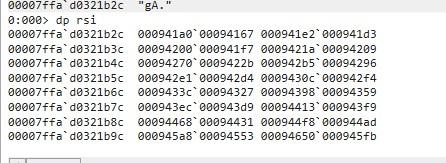 00007ffa`d0321b2c  "gA."
0:000> dp rsi
00007ffa`d0321b2c  000941a0`00094167 000941e2`000941d3
00007ffa`d0321b3c  00094200`000941f7 0009421a`00094209
00007ffa`d0321b4c  00094270`0009422b 000942b5`00094296
00007ffa`d0321b5c  000942e1`000942d4 0009430c`000942f4
00007ffa`d0321b6c  0009433c`00094327 00094398`00094359
00007ffa`d0321b7c  000943ec`000943d9 00094413`000943f9
00007ffa`d0321b8c  00094468`00094431 000944f8`000944ad
00007ffa`d0321b9c  000945a8`00094553 00094650`000945fb